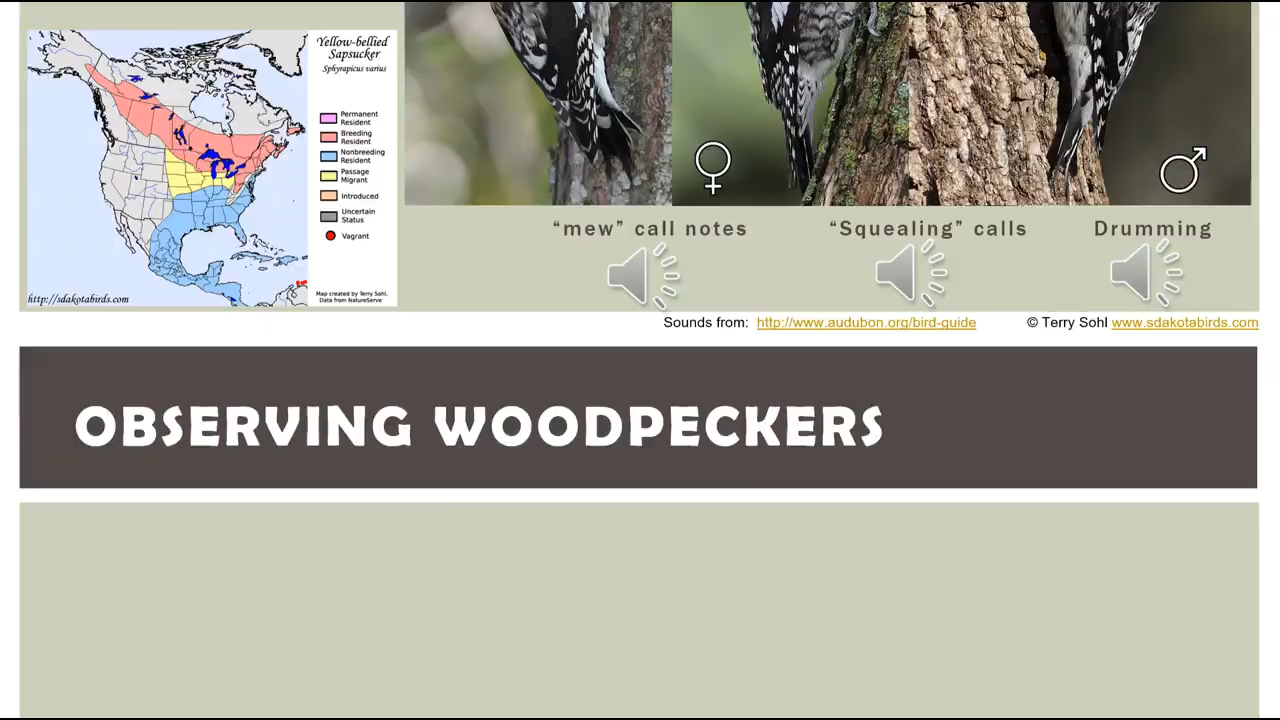 Yellow-bellied
Sapsucker
Sphyrapicus varius
Permanent
Resident
Breeding
Resident
Nonbreeding
Resident
Passage
Migrant
Introduced
Uncertain
Status
Vagrant
http://sdakotabirds.com
Map created by Terry Sohl.
Data from NatureServe
♀
♂
“mew” call notes
“Squealing” calls
Drumming
Sounds from: http://www.audubon.org/bird-guide
© Terry Sohl www.sdakotabirds.com
OBSERVING WOODPECKERS